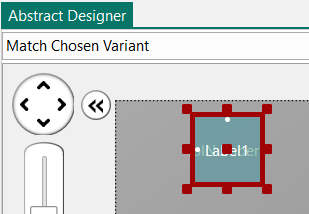 Abstract Designer
Match Chosen Variant
Label1